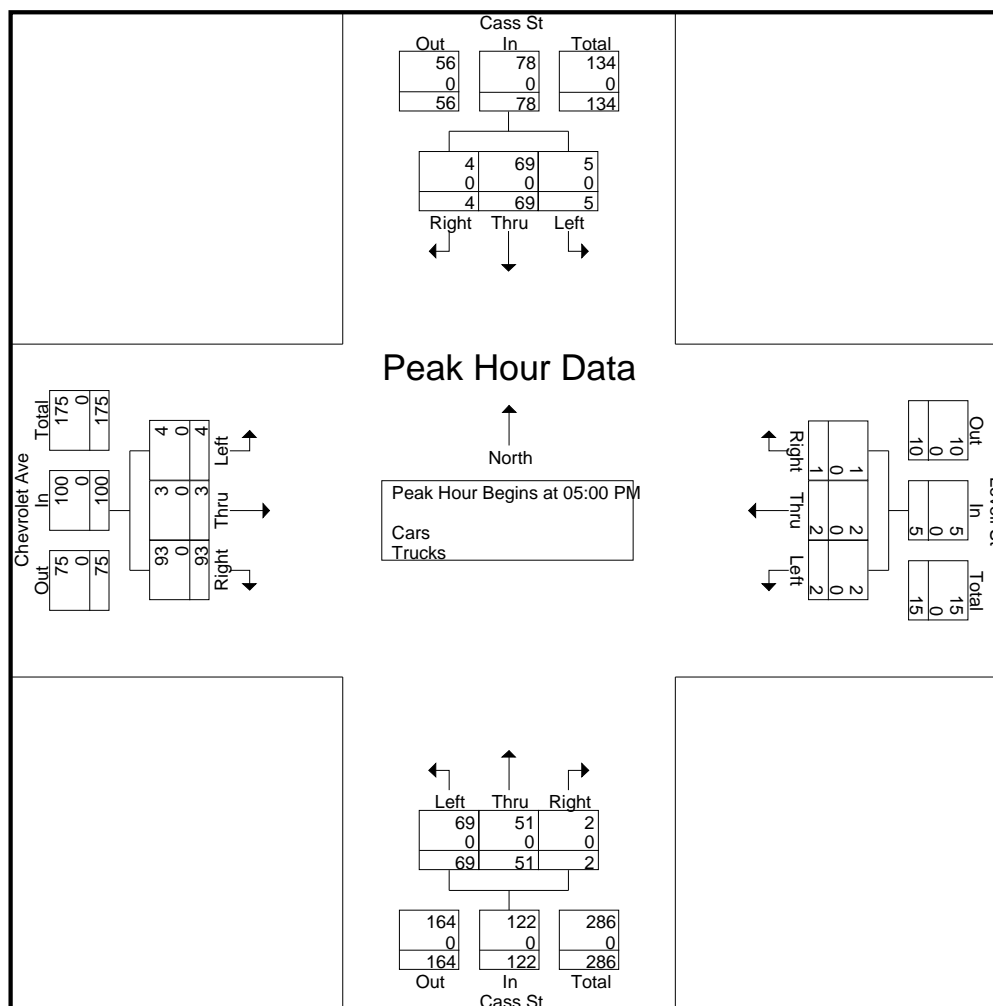 Cass St
Out In Total
56 78 134
0 0 0
56 78 134
4 69 5
0 0 0
4 69 5
Right Thru Left
Peak Hour Data
North
Peak Hour Begins at 05:00 PM
Cars
Trucks
Chevrolet Ave
Out In Total
75 100 175
0 0 0
75 100 175
93 3 4
0 0 0
93 3 4
Right Thru Left
Out In Total
10 5 15
0 0 0
10 5 15
1 2 2
0 0 0
1 2 2
Right Thru Left
Left Thru Right
69 51 2
0 0 0
69 51 2
164 122 286
0 0 0
164 122 286
Out In Total
Cass St